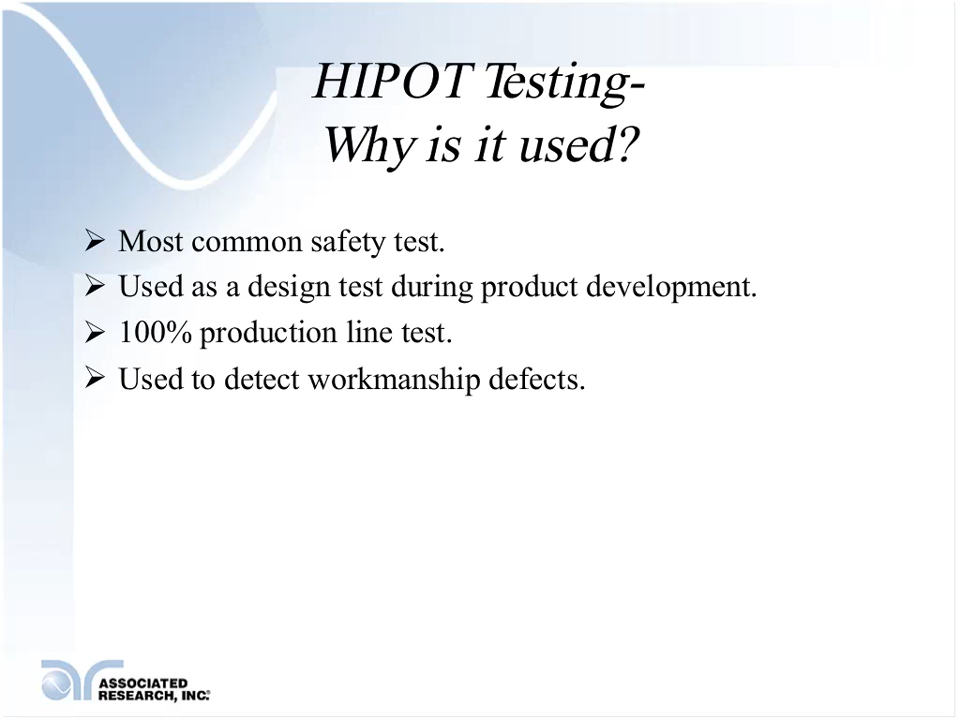 HIPOT Testing-
Why is it used?
➢ Most common safety test.
➢ Used as a design test during product development.
➢ 100% production line test.
➢ Used to detect workmanship defects.
ar ASSOCIATED
RESEARCH, INC.®